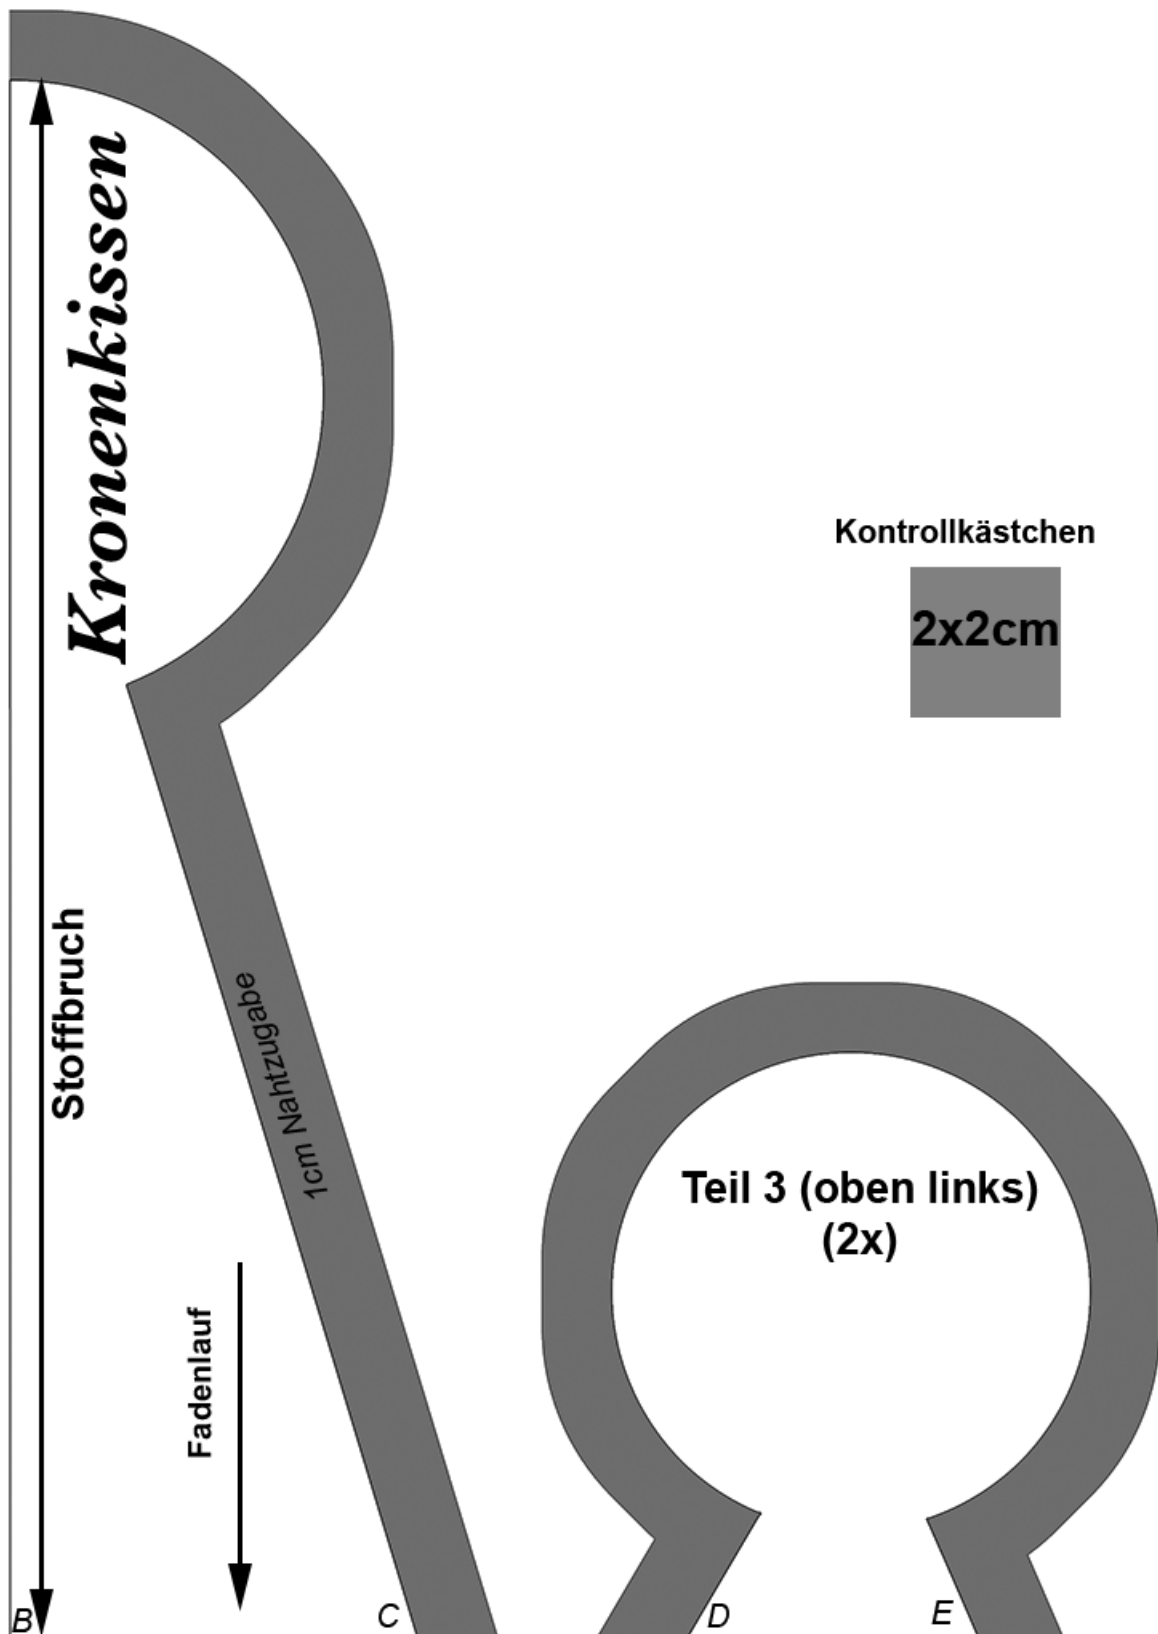 Kronenkissen
Kontrollkästchen
2x2cm
Stoffbruch
1cm Nahtzugabe
Teil 3 (oben links)
(2x)
Fadenlauf
B
C
D
E